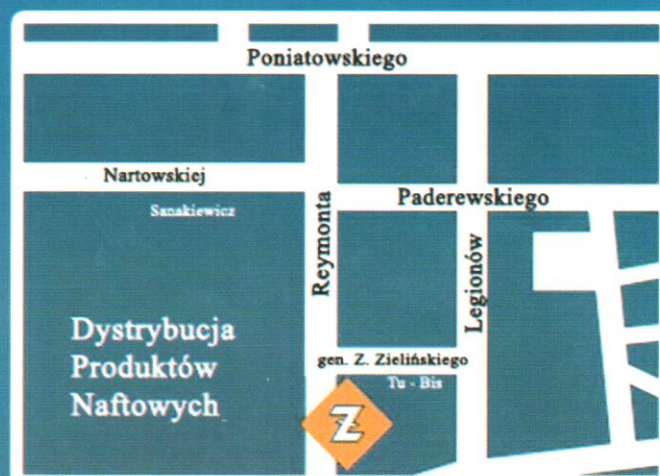 Poniatowskiego
Nartowskiej
Sanakiewicz
Reymonta
Paderewskiego
Legionów
Dystrybucja
Produktów
Naftowych
gen. Z. Zielińskiego
Tu - Bis
Z